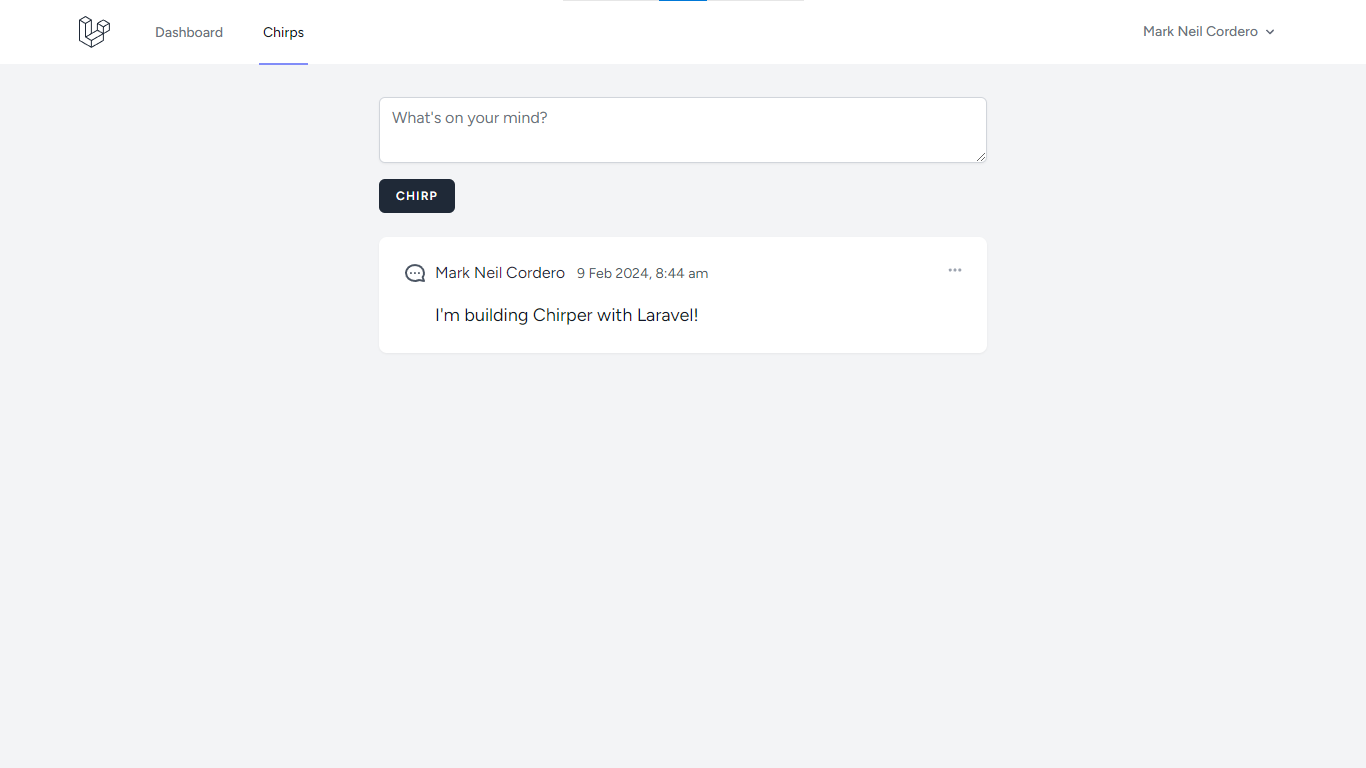 Dashboard
Chirps
Mark Neil Cordero
What's on your mind?
CHIRP
Mark Neil Cordero 9 Feb 2024, 8:44 am
I'm building Chirper with Laravel!